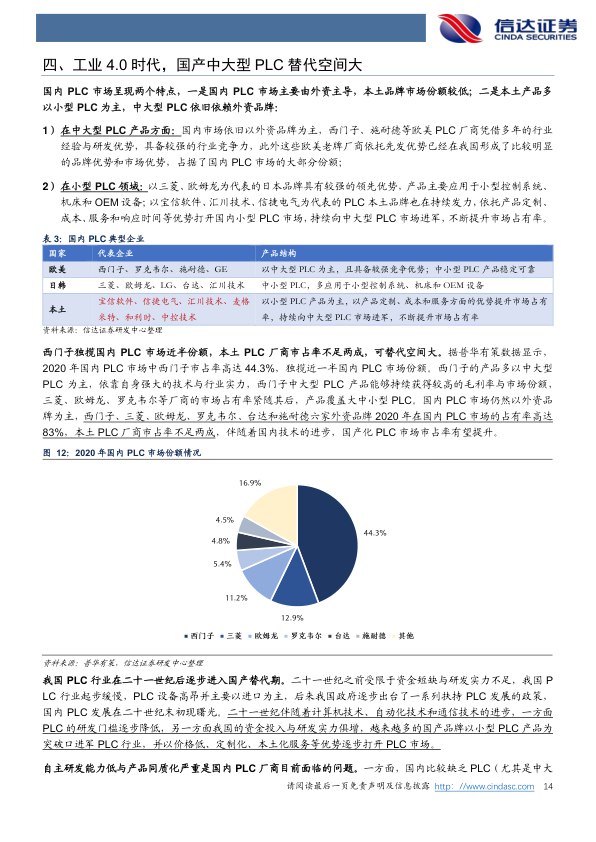 信达证券
CINDA SECURITIES
四、工业 4.0 时代，国产中大型 PLC 替代空间大
国内 PLC 市场呈现两个特点，一是国内 PLC 市场主要由外资主导，本土品牌市场份额较低；二是本土产品多
以小型 PLC 为主，中大型 PLC 依旧依赖外资品牌：
1）在中大型 PLC 产品方面：国内市场依旧以外资品牌为主，西门子、施耐德等欧美 PLC 厂商凭借多年的行业
经验与研发优势，具备较强的行业竞争力，此外这些欧美老牌厂商依托先发优势已经在我国形成了比较明显
的品牌优势和市场优势，占据了国内 PLC 市场的大部分份额；
2）在小型 PLC 领域：以三菱、欧姆龙为代表的日本品牌具有较强的领先优势，产品主要应用于小型控制系统、
机床和 OEM 设备；以宝信软件、汇川技术、信捷电气为代表的 PLC 本土品牌也在持续发力，依托产品定制、
成本、服务和响应时间等优势打开国内小型 PLC 市场，持续向中大型 PLC 市场进军，不断提升市场占有率。
表 3：国内 PLC 典型企业
国家 代表企业 产品结构
欧美 西门子、罗克韦尔、施耐德、GE 以中大型 PLC 为主，且具备较强竞争优势；中小型 PLC 产品稳定可靠
日韩 三菱、欧姆龙、LG、台达、汇川技术 中小型 PLC，多应用于小型控制系统、机床和 OEM 设备
本土 宝信软件、信捷电气、汇川技术、麦格 以小型 PLC 产品为主，以产品定制、成本和服务方面的优势提升市场占有
米特、和利时、中控技术 率，持续向中大型 PLC 市场进军，不断提升市场占有率
资料来源：信达证券研发中心整理
西门子独揽国内 PLC 市场近半份额，本土 PLC 厂商市占率不足两成，可替代空间大。据普华有策数据显示，
2020 年国内 PLC 市场中西门子市占率高达 44.3%，独揽近一半国内 PLC 市场份额。西门子的产品多以中大型
PLC 为主，依靠自身强大的技术与行业实力，西门子中大型 PLC 产品能够持续获得较高的毛利率与市场份额，
三菱、欧姆龙、罗克韦尔等厂商的市场占有率紧随其后，产品覆盖大中小型 PLC。国内 PLC 市场仍然以外资品
牌为主，西门子、三菱、欧姆龙、罗克韦尔、台达和施耐德六家外资品牌 2020 年在国内 PLC 市场的占有率高达
83%，本土 PLC 厂商市占率不足两成，伴随着国内技术的进步，国产化 PLC 市场市占率有望提升。
图 12：2020 年国内 PLC 市场份额情况
16.9%
4.5%
4.8%
5.4%
11.2%
12.9%
44.3%
西门子 三菱 欧姆龙 罗克韦尔 台达 施耐德 其他
资料来源：普华有策，信达证券研发中心整理
我国 PLC 行业在二十一世纪后逐步进入国产替代期。二十一世纪之前受限于资金短缺与研发实力不足，我国 P
LC 行业起步缓慢，PLC 设备高昂并主要以进口为主，后来我国政府逐步出台了一系列扶持 PLC 发展的政策，
国内 PLC 发展在二十世纪末初现曙光。二十一世纪伴随着计算机技术、自动化技术和通信技术的进步，一方面
PLC 的研发门槛逐步降低，另一方面我国的资金投入与研发实力俱增，越来越多的国产品牌以小型 PLC 产品为
突破口进军 PLC 行业，并以价格低、定制化、本土化服务等优势逐步打开 PLC 市场。
自主研发能力低与产品同质化严重是国内 PLC 厂商目前面临的问题。一方面，国内比较缺乏 PLC（尤其是中大
请阅读最后一页免责声明及信息披露 http：//www.cindasc.com 14